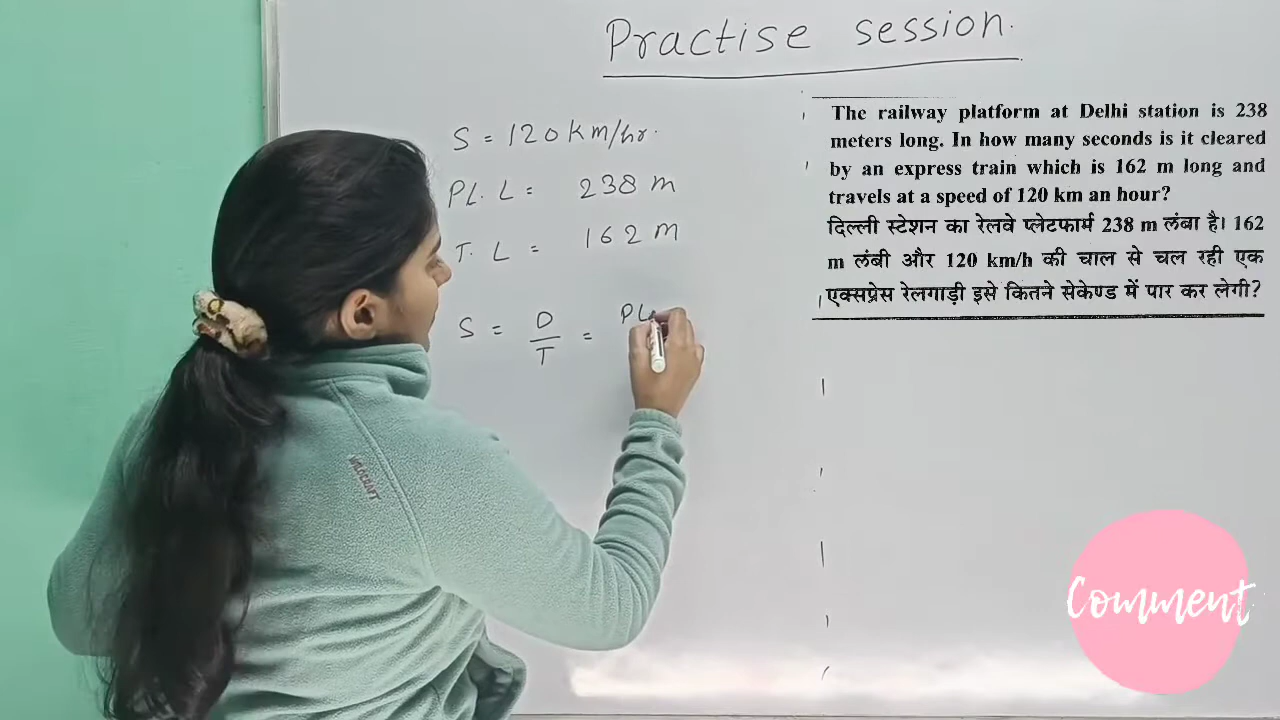 Practise session.
S = 120 km/hr.
PL. L = 238 m
T. L = 162 m
S = D/T = PL
The railway platform at Delhi station is 238
meters long. In how many seconds is it cleared
by an express train which is 162 m long and
travels at a speed of 120 km an hour?
दिल्ली स्टेशन का रेलवे प्लेटफार्म 238 m लंबा है। 162
m लंबी और 120 km/h की चाल से चल रही एक
एक्सप्रेस रेलगाड़ी इसे कितने सेकेण्ड में पार कर लेगी?
Comment